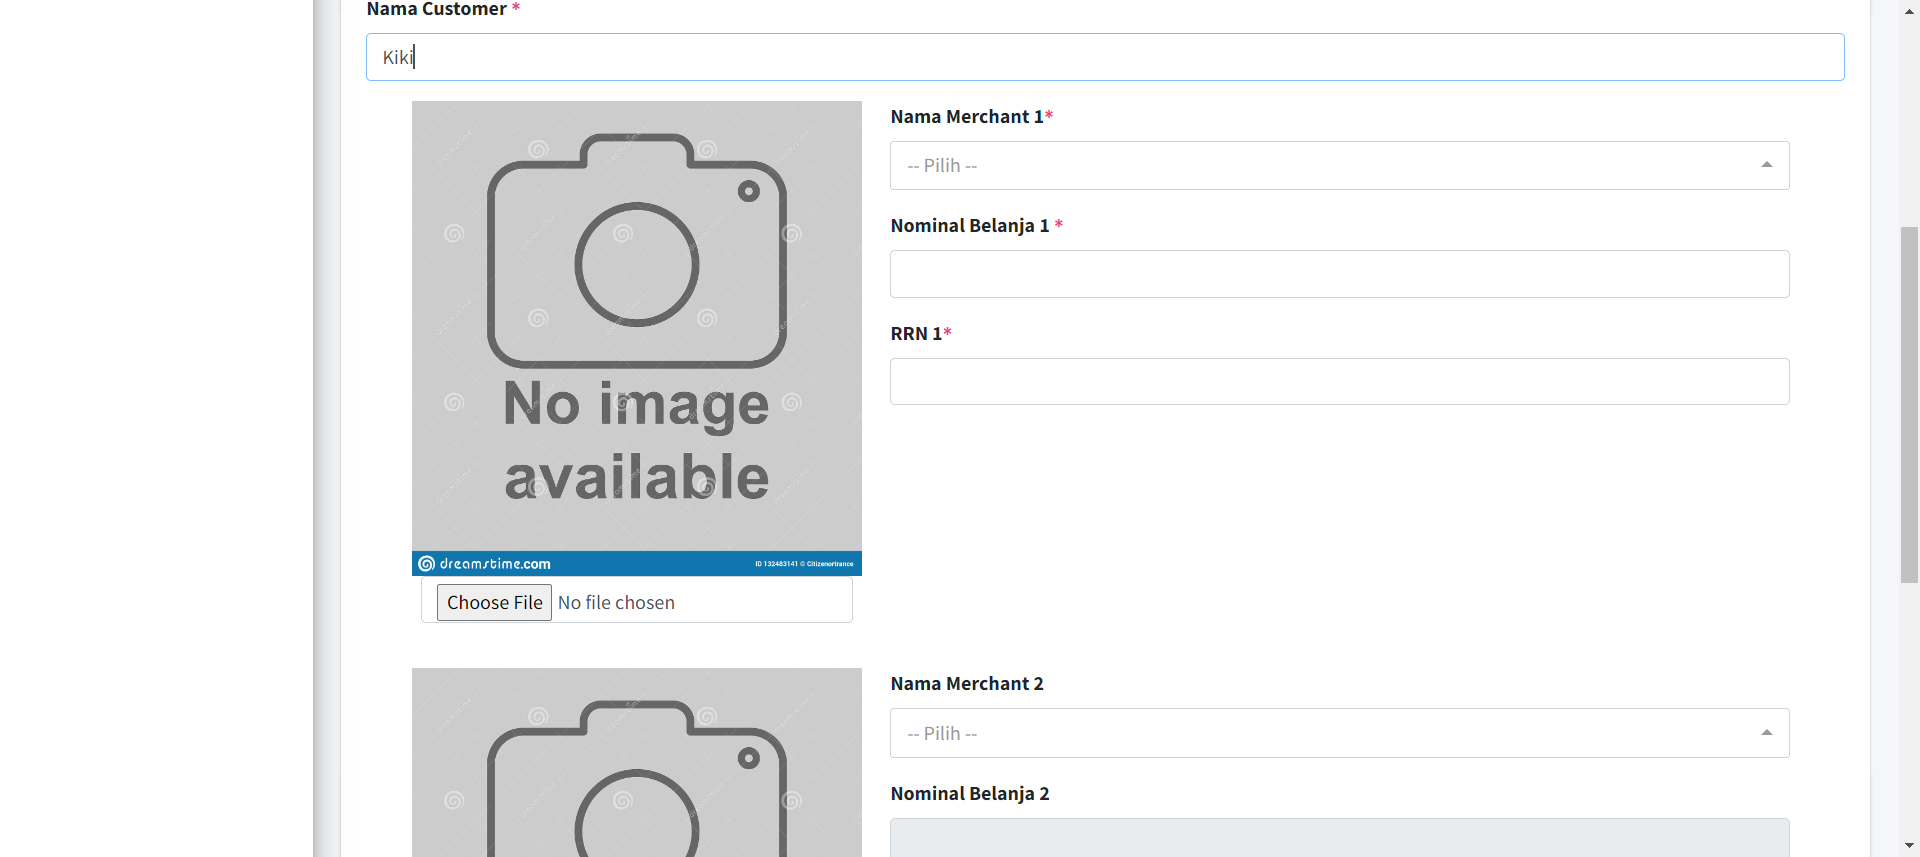 Nama Customer *
Kiki
Nama Merchant 1*
-- Pilih --
Nominal Belanja 1 *
RRN 1*
No image
available
dreamstime.com
ID 132483141 © Citizenortrance
Choose File No file chosen
Nama Merchant 2
-- Pilih --
Nominal Belanja 2